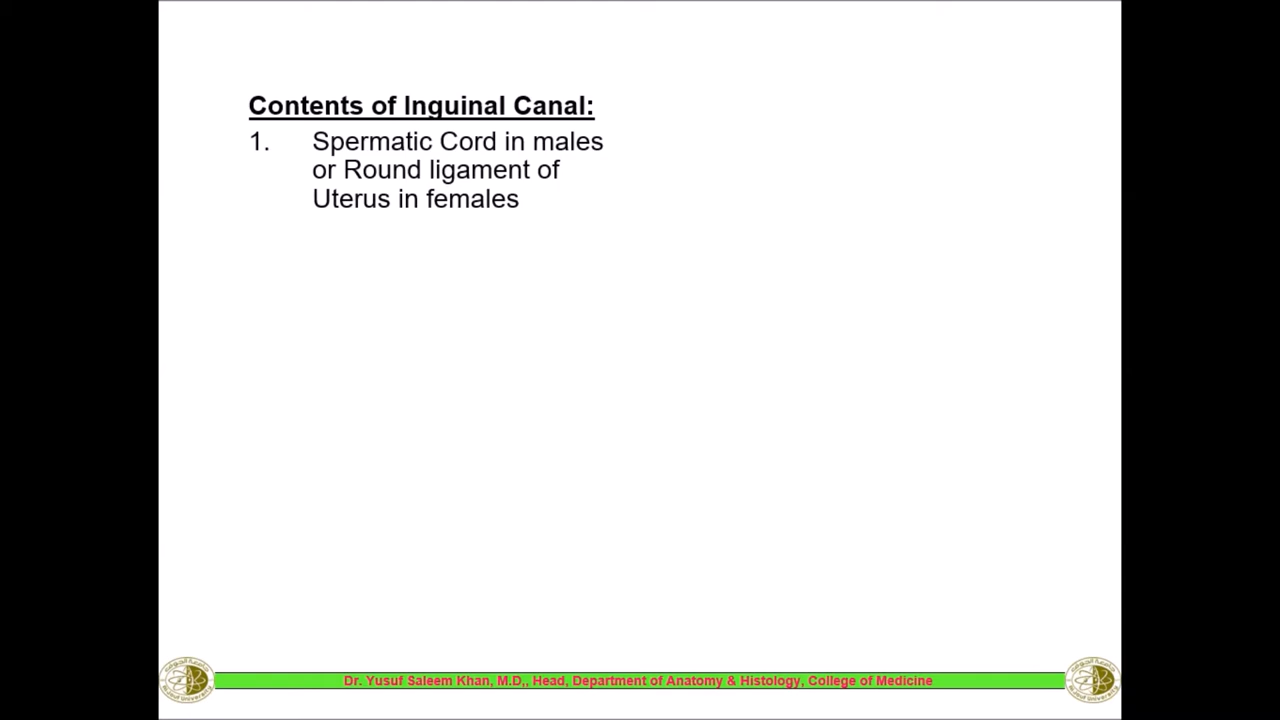 Contents of Inguinal Canal:
1. Spermatic Cord in males
or Round ligament of
Uterus in females
Dr. Yusuf Saleem Khan, M.D,, Head, Department of Anatomy & Histology, College of Medicine